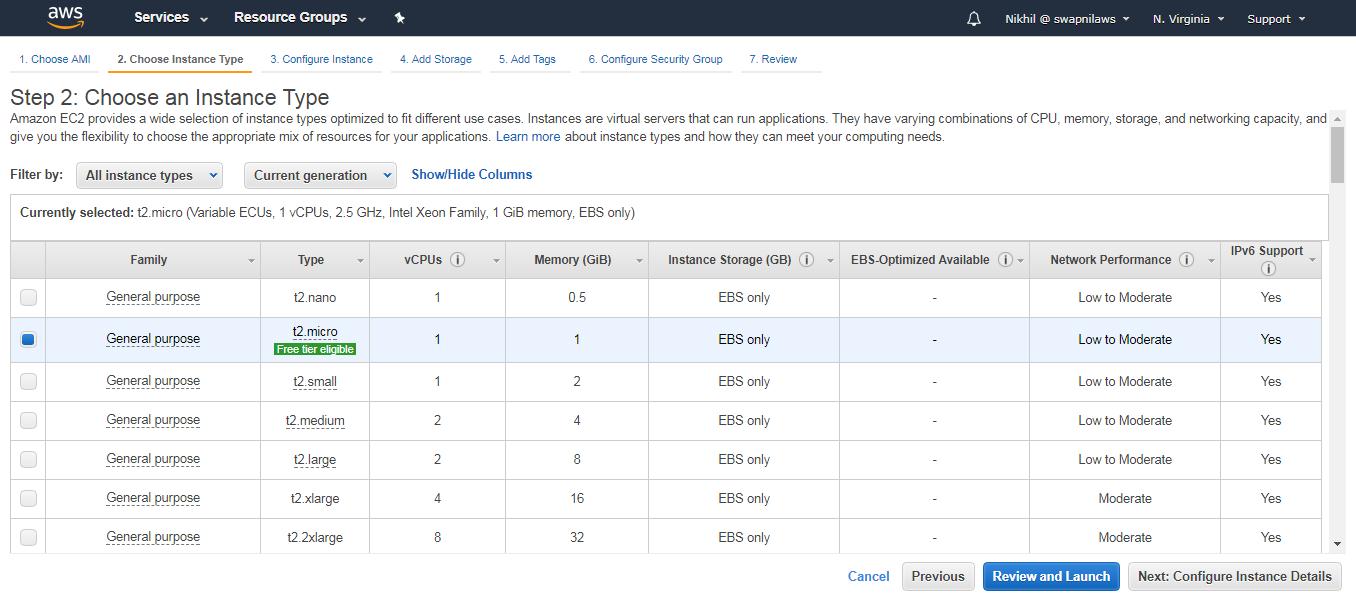 aws Services Resource Groups Nikhil @ swapnilaws N. Virginia Support
1. Choose AMI 2. Choose Instance Type 3. Configure Instance 4. Add Storage 5. Add Tags 6. Configure Security Group 7. Review
Step 2: Choose an Instance Type
Amazon EC2 provides a wide selection of instance types optimized to fit different use cases. Instances are virtual servers that can run applications. They have varying combinations of CPU, memory, storage, and networking capacity, and
give you the flexibility to choose the appropriate mix of resources for your applications. Learn more about instance types and how they can meet your computing needs.
Filter by: All instance types Current generation Show/Hide Columns
Currently selected: t2.micro (Variable ECUs, 1 vCPUs, 2.5 GHz, Intel Xeon Family, 1 GiB memory, EBS only)
Family Type vCPUs i Memory (GiB) Instance Storage (GB) i EBS-Optimized Available i Network Performance i IPv6 Support i
General purpose t2.nano 1 0.5 EBS only - Low to Moderate Yes
General purpose t2.micro 1 1 EBS only - Low to Moderate Yes
Free tier eligible
General purpose t2.small 1 2 EBS only - Low to Moderate Yes
General purpose t2.medium 2 4 EBS only - Low to Moderate Yes
General purpose t2.large 2 8 EBS only - Low to Moderate Yes
General purpose t2.xlarge 4 16 EBS only - Moderate Yes
General purpose t2.2xlarge 8 32 EBS only - Moderate Yes
Cancel Previous Review and Launch Next: Configure Instance Details